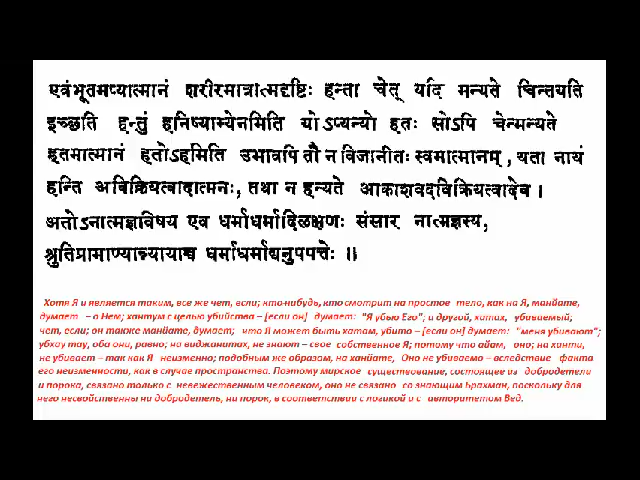 एवंभूतमप्यात्मानं शरीरमात्रात्मदृष्टिः हन्ता चेत् यदि मन्यते चिन्तयति
इच्छति हन्तुं हनिष्याम्येनमिति योऽप्यन्यो हतः सोऽपि चेन्मन्यते
हतमात्मानं हतोऽहमिति उभावपि तौ न विजानीतः स्वमात्मानम् , यतो नायं
हन्ति अविक्रियत्वादात्मनः, तथा न हन्यते आकाशवदविक्रियत्वादेव ।
अतोऽनात्मज्ञविषय एव धर्माधर्मादिलक्षणः संसार नात्मज्ञस्य,
श्रुतिप्रामाण्यान्न्यायाच्च धर्माधर्माद्यनुपपत्तेः ॥
Хотя Я и является таким, все же чет, если; кто-нибудь, кто смотрит на простое тело, как на Я, манйате,
думает – о Нем; хантум с целью убийства – [если он] думает: "Я убью Его"; и другой, хатах, убиваемый;
чет, если; он также манйате, думает; что Я может быть хатам, убито – [если он] думает: "меня убивают";
убхау тау, оба они, равно; на виджанитах, не знают – свое собственное Я; потому что айам, оно; на ханти,
не убивает – так как Я неизменно; подобным же образом, на ханйате, Оно не убиваемо – вследствие факта
его неизменности, как в случае пространства. Поэтому мирское существование, состоящее из добродетели
и порока, связано только с невежественным человеком, оно не связано со знающим Брахман, поскольку для
него несвойственны ни добродетель, ни порок, в соответствии с логикой и с авторитетом Вед.